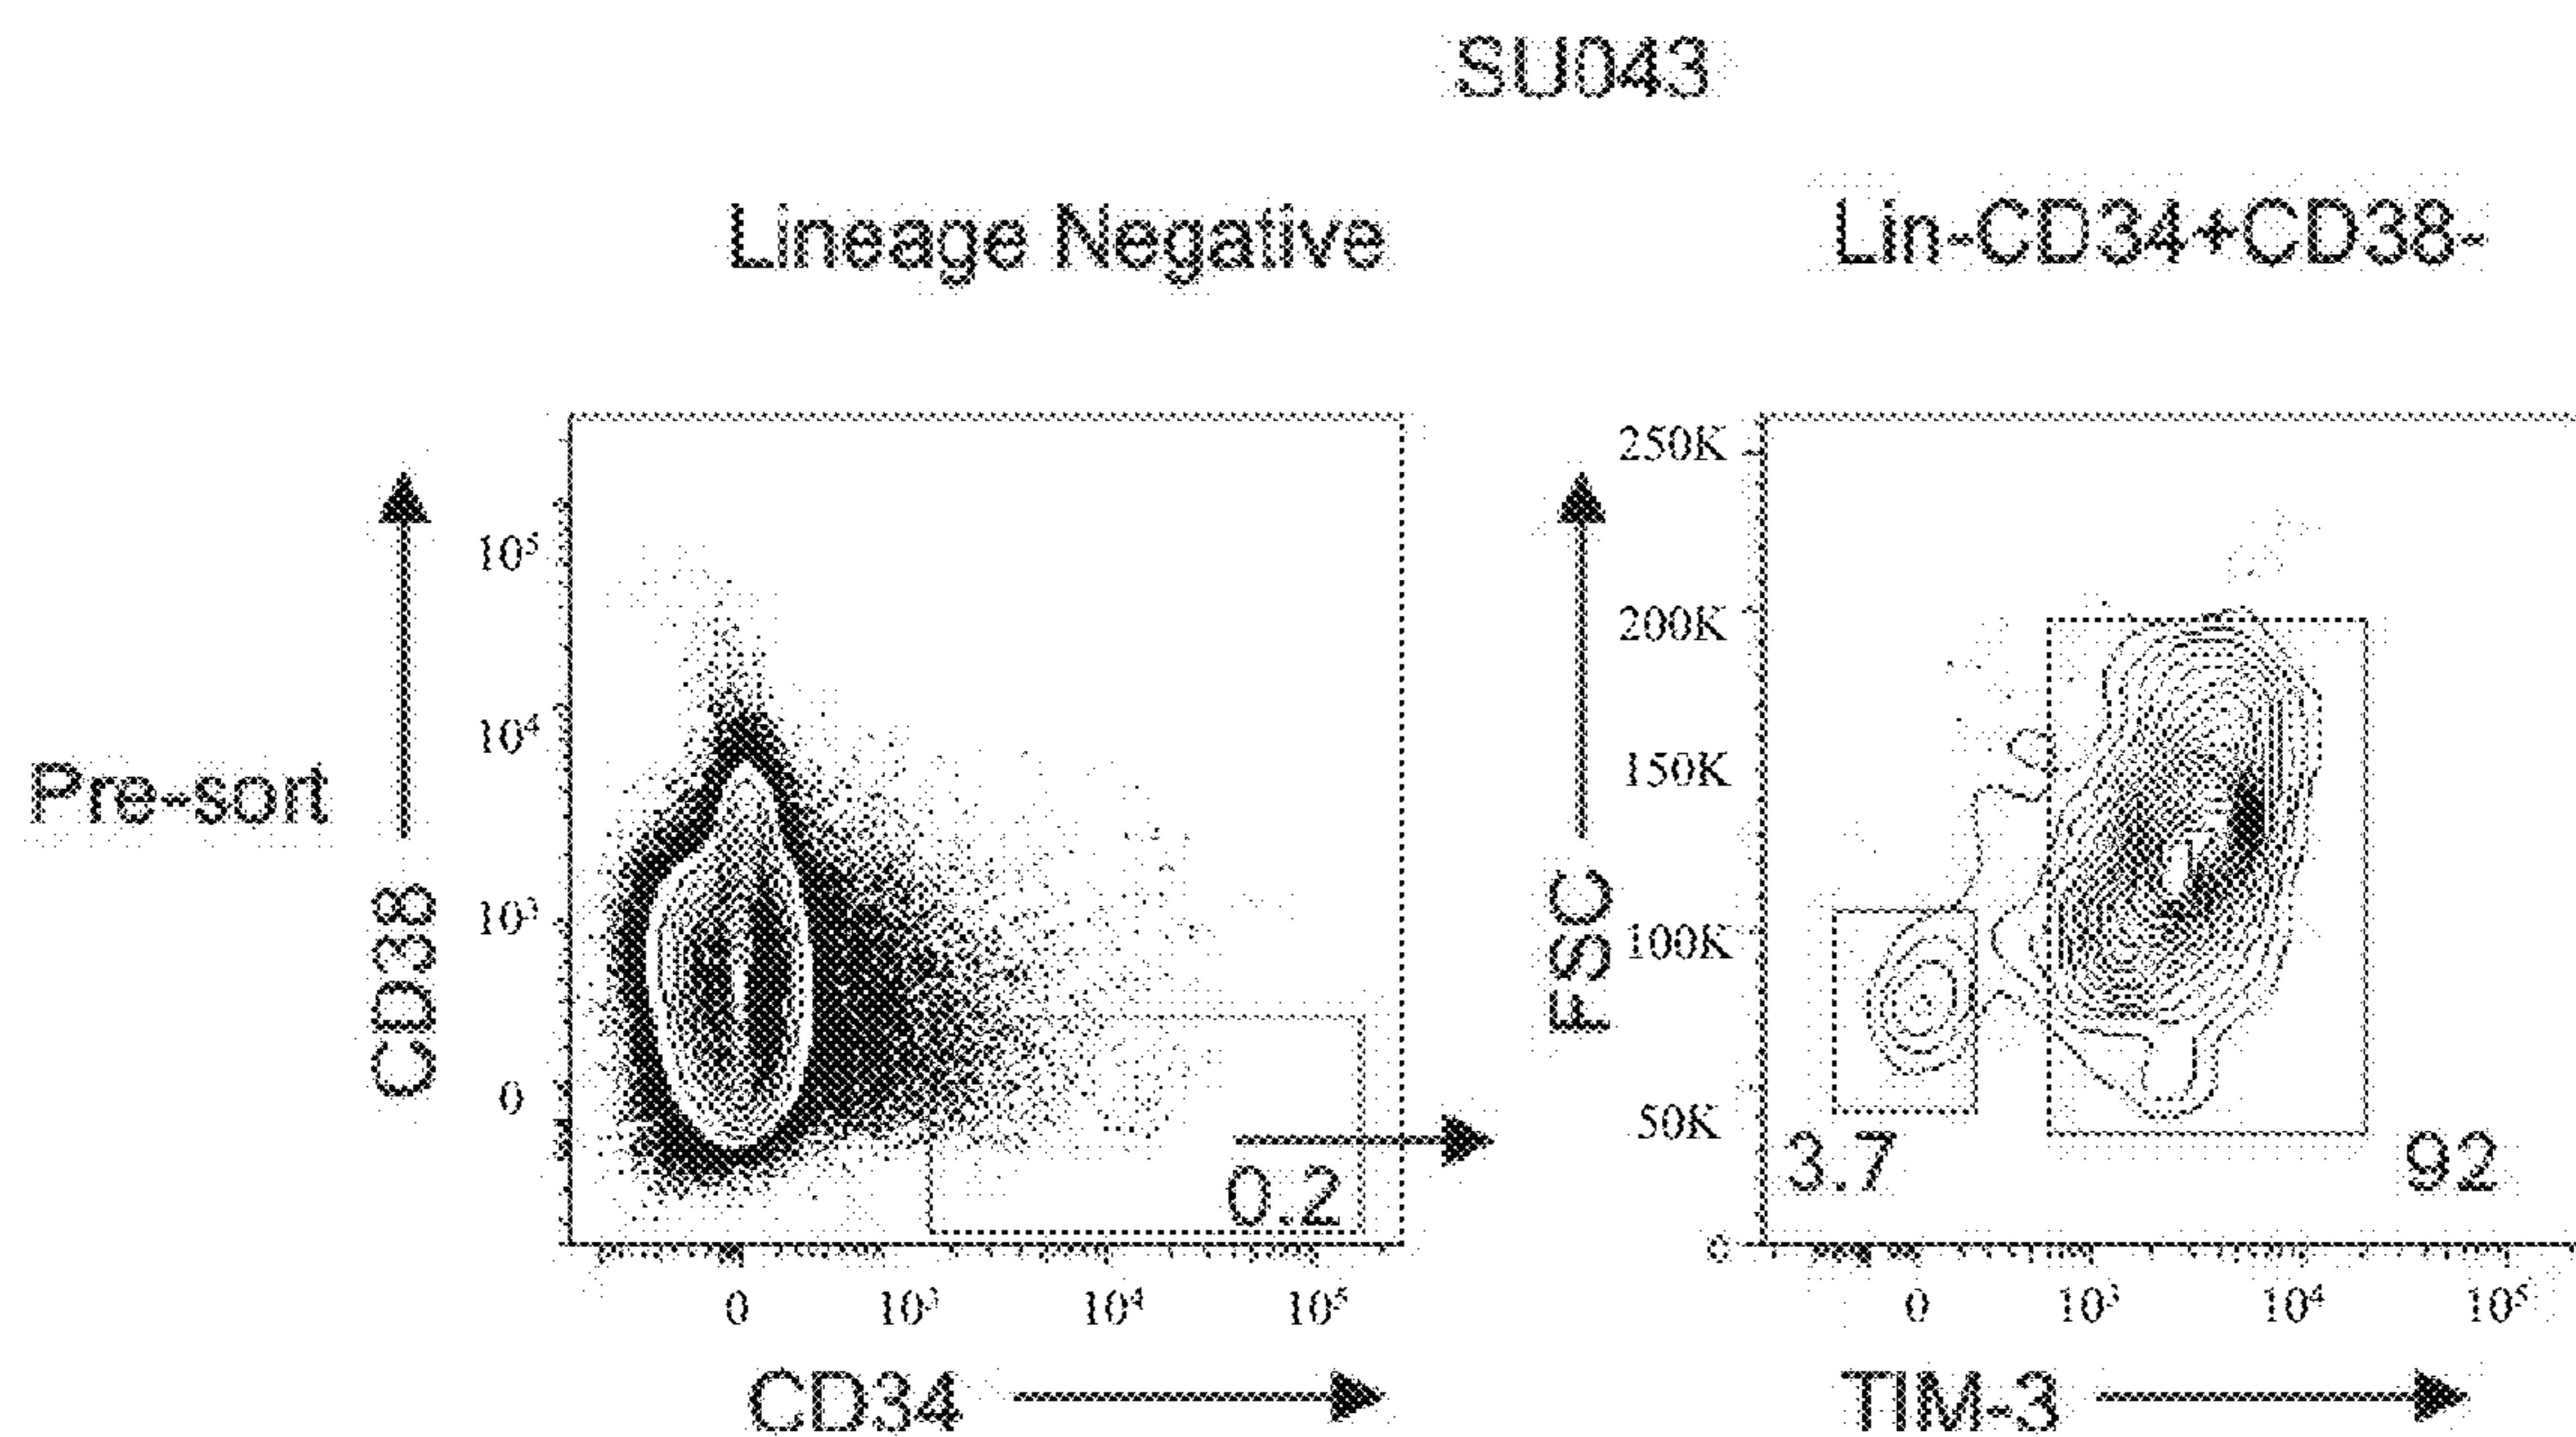 SU043
Lineage Negative
Lin-CD34+CD38-
Pre-sort
CD38
10⁵
10⁴
10³
0
0.2
0
10³
10⁴
10⁵
CD34
FSC
250K
200K
150K
100K
50K
0
3.7
92
0
10³
10⁴
10⁵
TIM-3